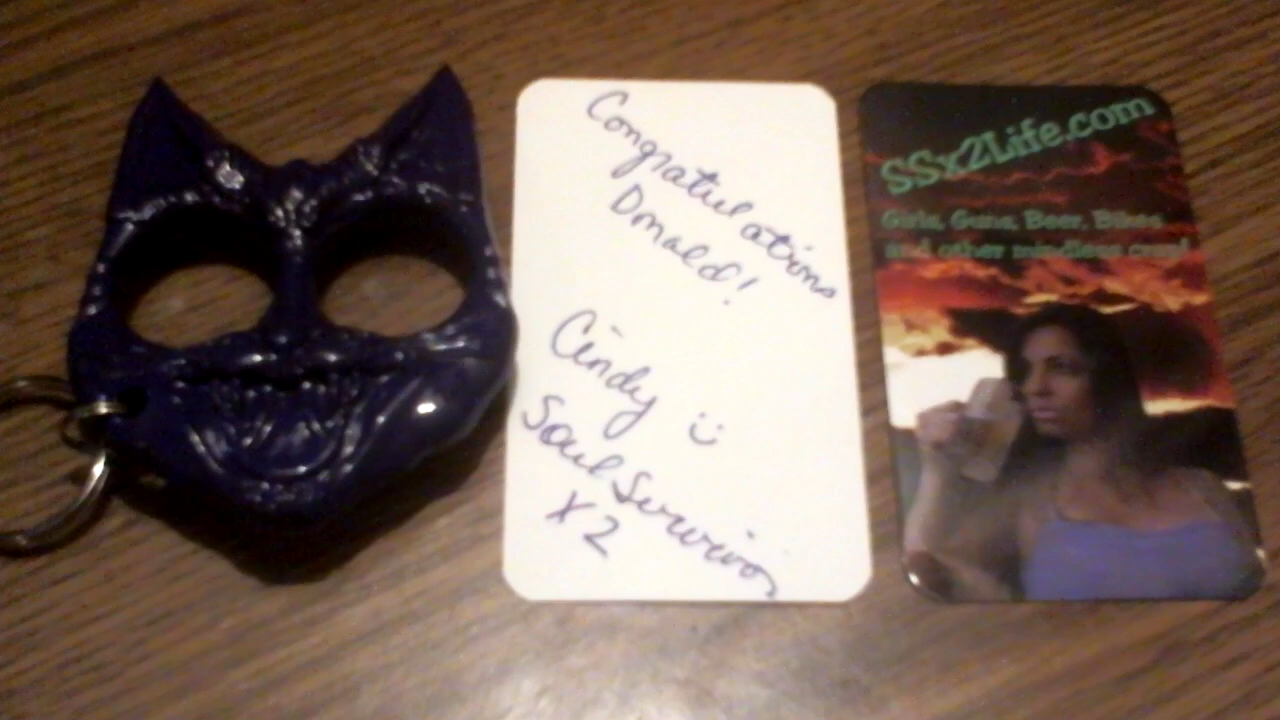 Congratulations
Donald!
Cindy :)
Soul Survivor
x2
SSx2Life.com
Girls, Guns, Beer, Bikes
and other mindless crap!